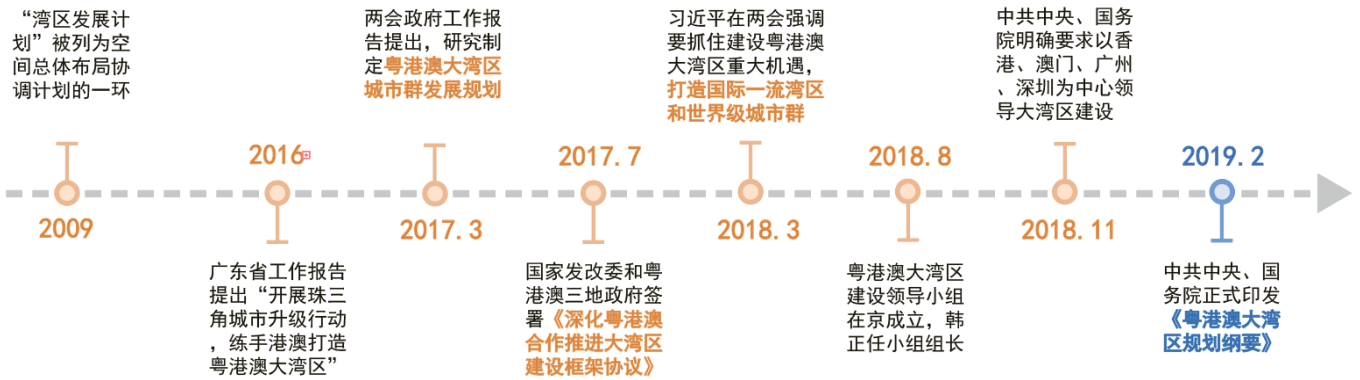 “湾区发展计
划”被列为空
间总体布局协
调计划的一环
2009
2016
广东省工作报告
提出“开展珠三
角城市升级行动
，练手港澳打造
粤港澳大湾区”
两会政府工作报
告提出，研究制
定粤港澳大湾区
城市群发展规划
2017.3
2017.7
国家发改委和粤
港澳三地政府签
署《深化粤港澳
合作推进大湾区
建设框架协议》
习近平在两会强调
要抓住建设粤港澳
大湾区重大机遇，
打造国际一流湾区
和世界级城市群
2018.3
2018.8
粤港澳大湾区
建设领导小组
在京成立，韩
正任小组组长
中共中央、国务
院明确要求以香
港、澳门、广州
、深圳为中心领
导大湾区建设
2018.11
2019.2
中共中央、国
务院正式印发
《粤港澳大湾
区规划纲要》